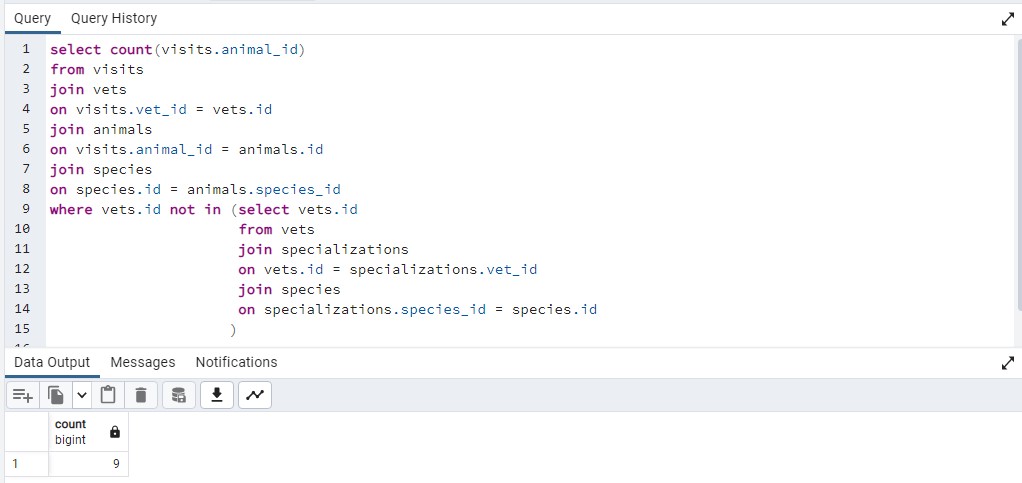 Query Query History
1 select count(visits.animal_id)
2 from visits
3 join vets
4 on visits.vet_id = vets.id
5 join animals
6 on visits.animal_id = animals.id
7 join species
8 on species.id = animals.species_id
9 where vets.id not in (select vets.id
10 from vets
11 join specializations
12 on vets.id = specializations.vet_id
13 join species
14 on specializations.species_id = species.id
15 )
Data Output Messages Notifications
count
bigint
1 9